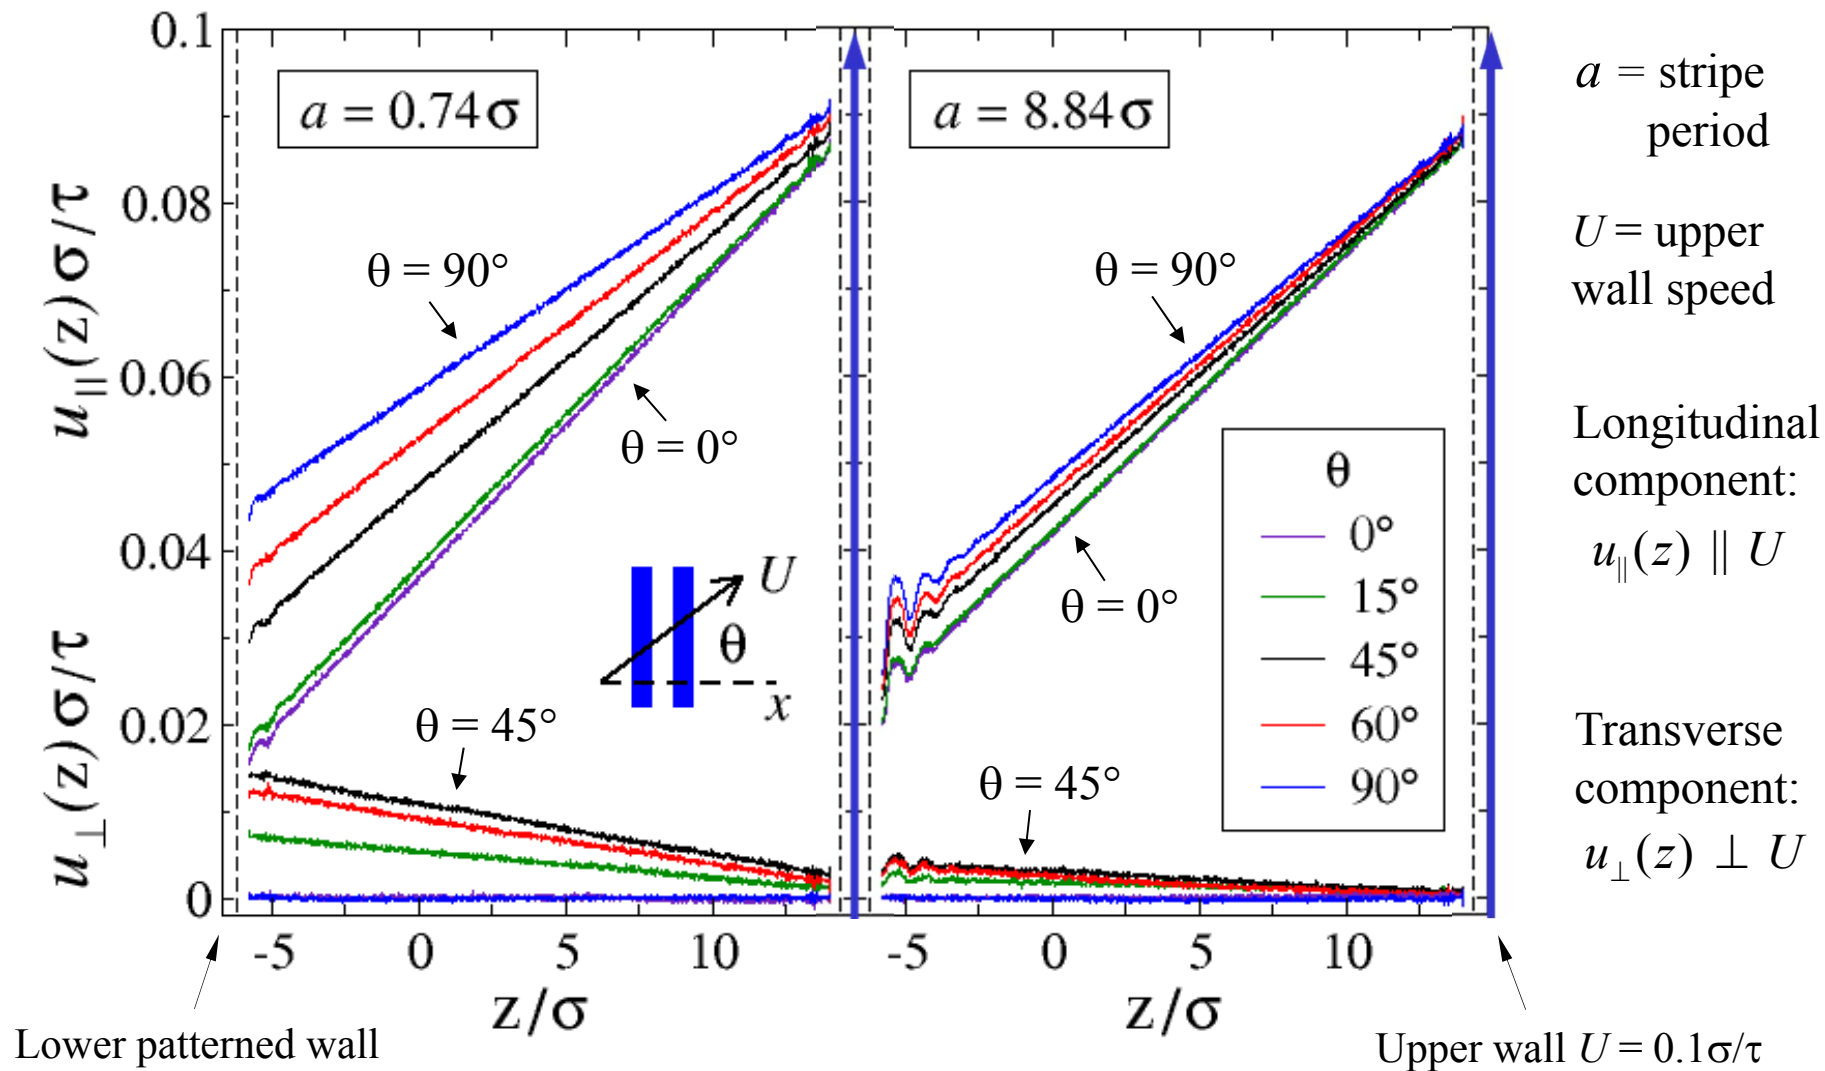 0.1
0.08
0.06
0.04
0.02
0
u∥(z) σ/τ
u⊥(z) σ/τ
a = 0.74σ
θ = 90°
θ = 0°
U
θ
x
θ = 45°
-5 0 5 10
z/σ
Lower patterned wall
a = 8.84σ
θ = 90°
θ = 0°
θ
0°
15°
45°
60°
90°
θ = 45°
-5 0 5 10
z/σ
Upper wall U = 0.1σ/τ
a = stripe
period
U = upper
wall speed
Longitudinal
component:
u∥(z) ∥ U
Transverse
component:
u⊥(z) ⊥ U